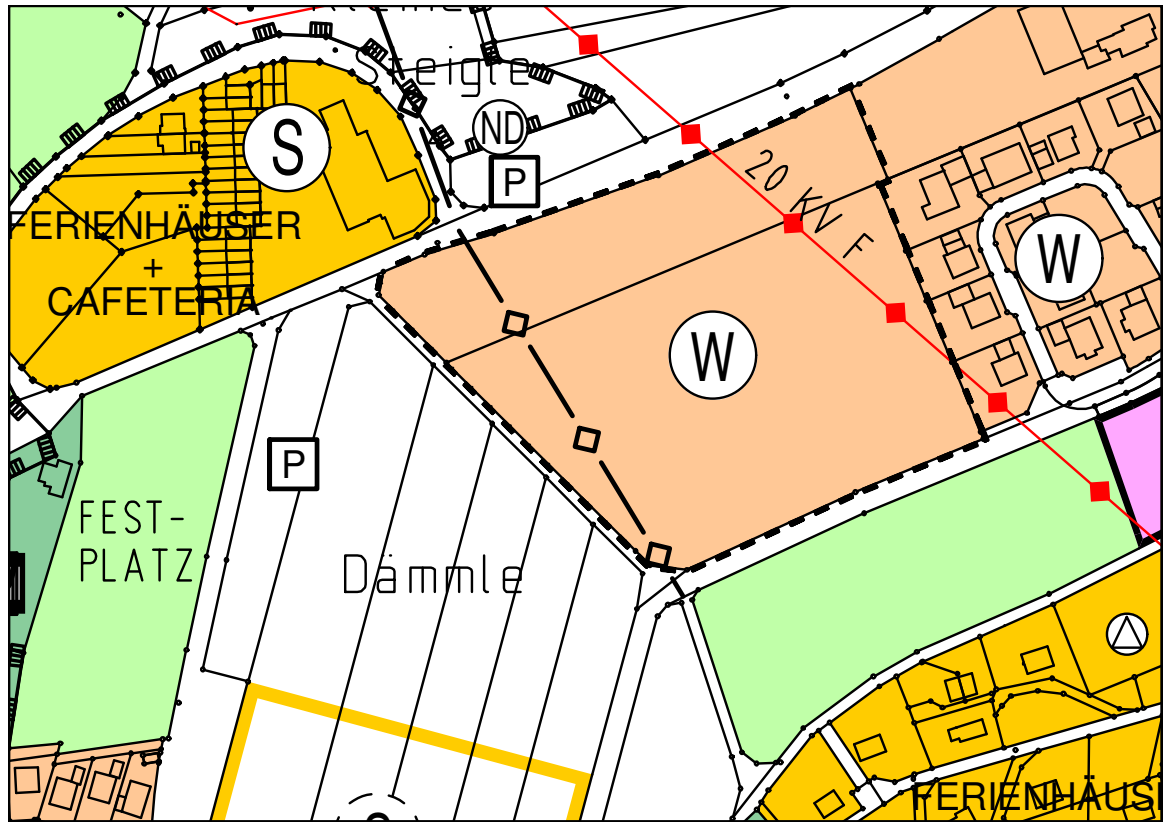 Steigle
ND
S
P
20 KV F
FERIENHÄUSER
+
CAFETERIA
W
W
P
FEST-
PLATZ
Dämmle
FERIENHÄUS